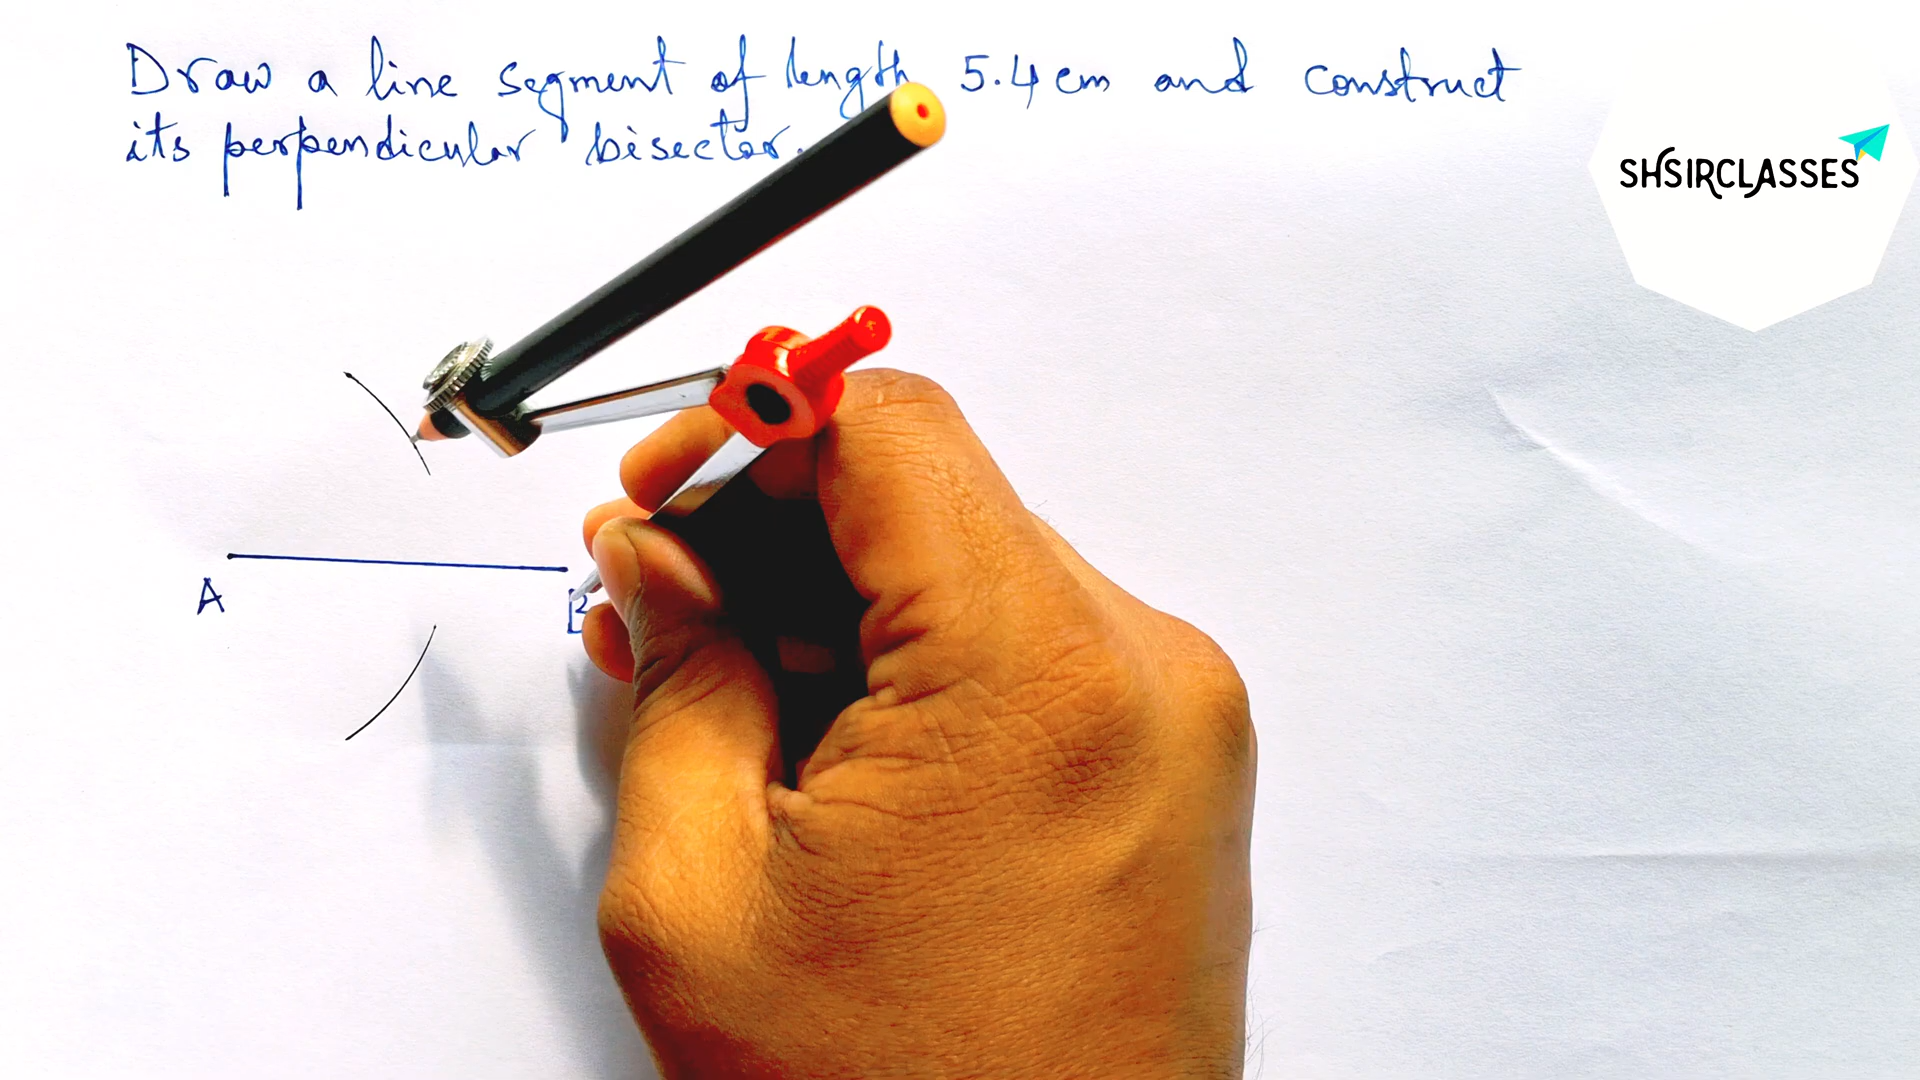 Draw a line segment of length 5.4 cm and construct
its perpendicular bisector.
SHSIRCLASSES
A
B